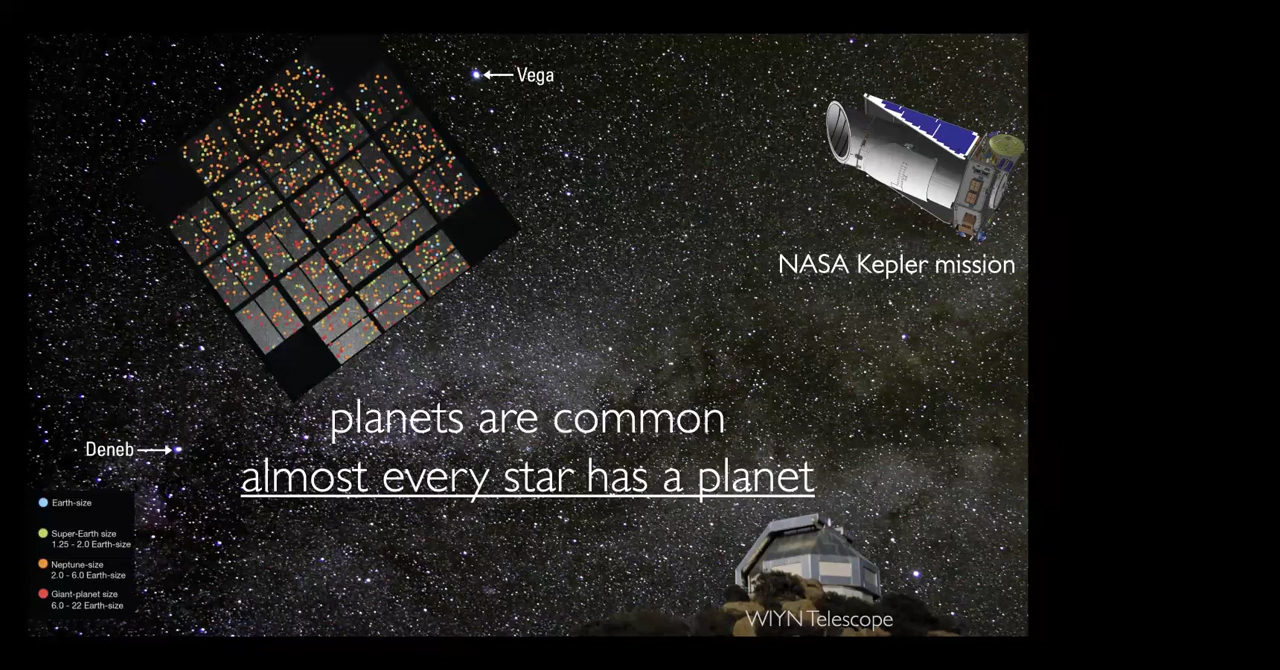 Vega
NASA Kepler mission
planets are common
almost every star has a planet
Deneb
Earth-size
Super-Earth size
1.25 - 2.0 Earth-size
Neptune-size
2.0 - 6.0 Earth-size
Giant-planet size
6.0 - 22 Earth-size
WIYN Telescope